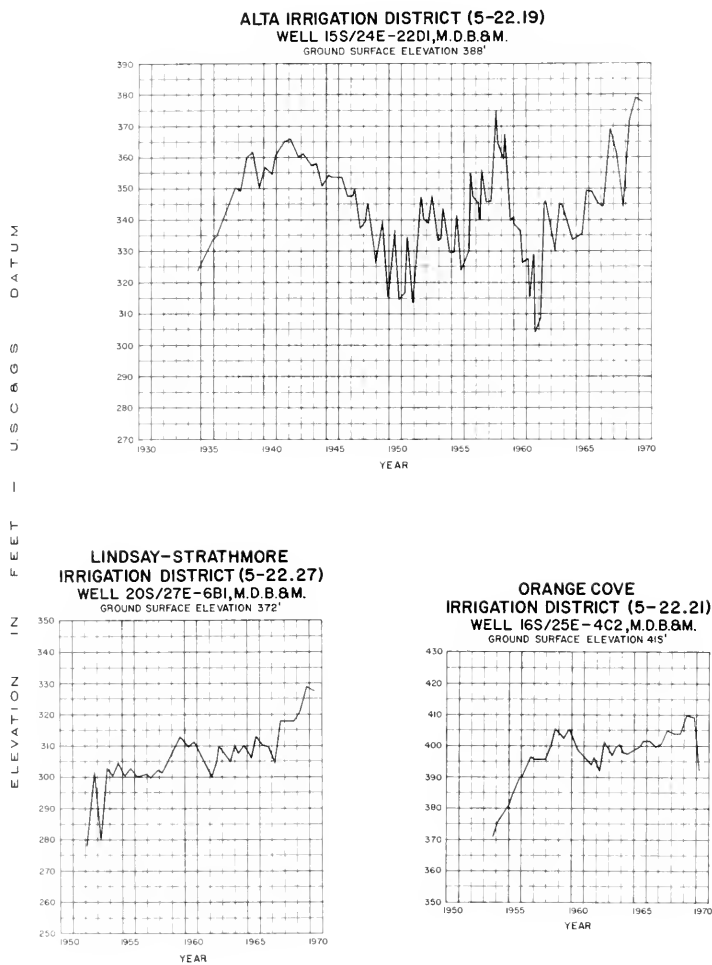 ALTA IRRIGATION DISTRICT (5-22.19)
WELL 15S/24E-22D1, M.D.B.&M.
GROUND SURFACE ELEVATION 388'
390
380
370
360
350
340
330
320
310
300
290
280
270
1930 1935 1940 1945 1950 1955 1960 1965 1970
YEAR
ELEVATION IN FEET — USC&GS DATUM
LINDSAY-STRATHMORE
IRRIGATION DISTRICT (5-22.27)
WELL 20S/27E-6B1, M.D.B.&M.
GROUND SURFACE ELEVATION 372'
350
340
330
320
310
300
290
280
270
260
250
1950 1955 1960 1965 1970
YEAR
ORANGE COVE
IRRIGATION DISTRICT (5-22.21)
WELL 16S/25E-4C2, M.D.B.&M.
GROUND SURFACE ELEVATION 415'
430
420
410
400
390
380
370
360
350
1950 1955 1960 1965 1970
YEAR